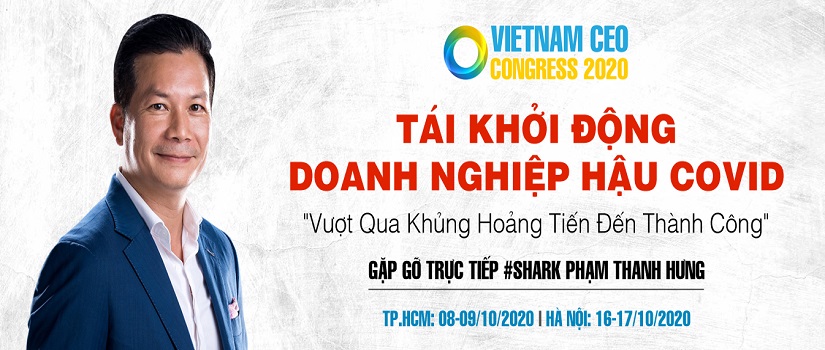 VIETNAM CEO
CONGRESS 2020
TÁI KHỞI ĐỘNG
DOANH NGHIỆP HẬU COVID
"Vượt Qua Khủng Hoảng Tiến Đến Thành Công"
GẶP GỠ TRỰC TIẾP #SHARK PHẠM THANH HƯNG
TP.HCM: 08-09/10/2020 | HÀ NỘI: 16-17/10/2020